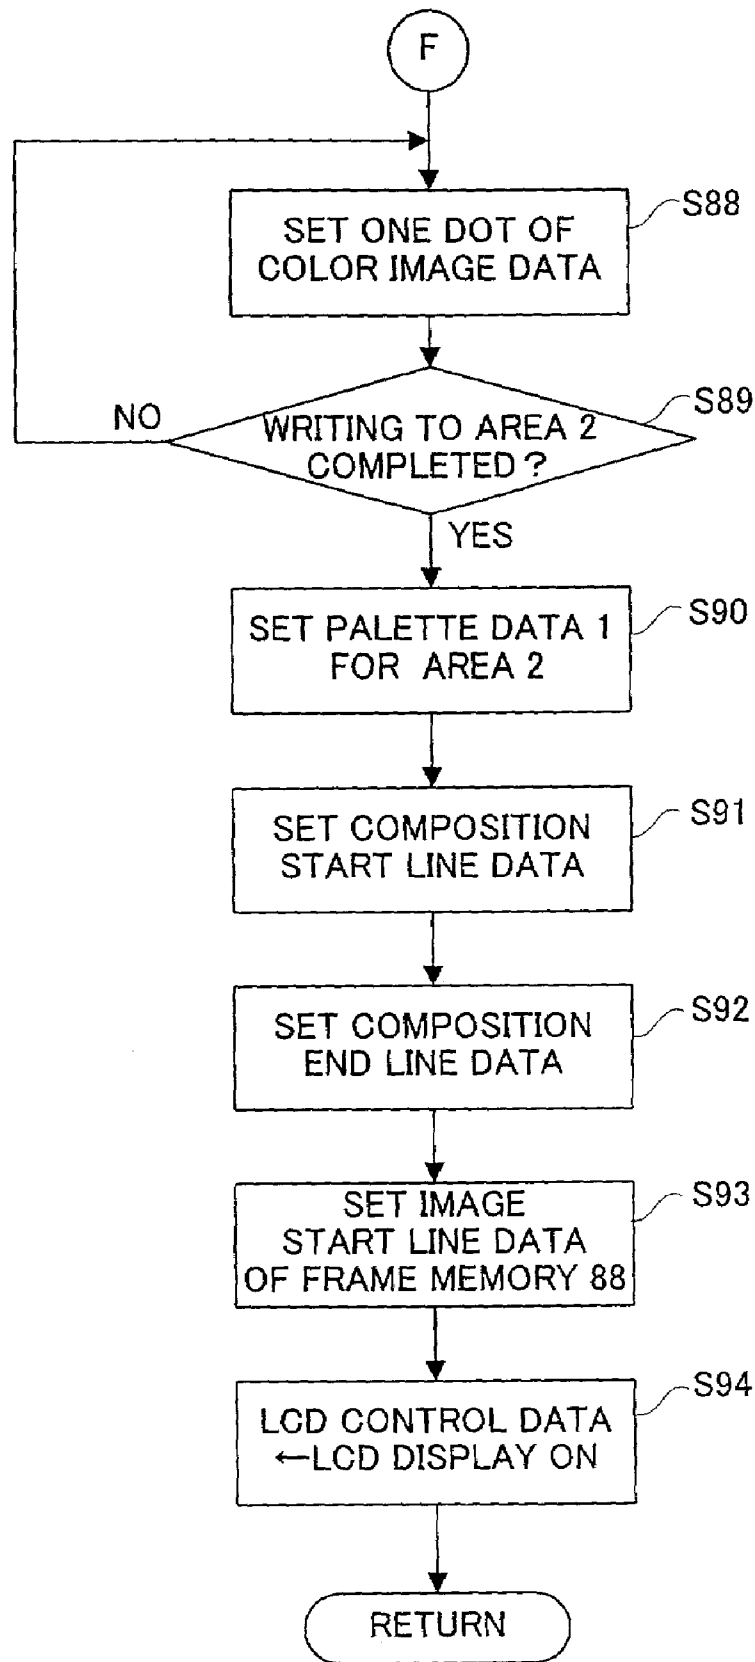 F
S88
SET ONE DOT OF
COLOR IMAGE DATA
S89
NO
WRITING TO AREA 2
COMPLETED?
YES
S90
SET PALETTE DATA 1
FOR AREA 2
S91
SET COMPOSITION
START LINE DATA
S92
SET COMPOSITION
END LINE DATA
S93
SET IMAGE
START LINE DATA
OF FRAME MEMORY 88
S94
LCD CONTROL DATA
←LCD DISPLAY ON
RETURN